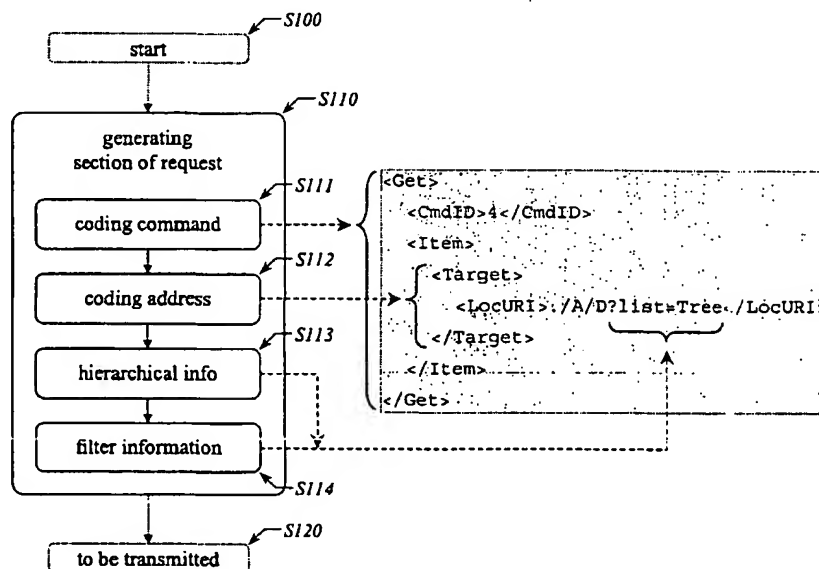 S100
start
S110
generating
section of request
S111
coding command
S112
coding address
S113
hierarchical info
filter information
S114
S120
to be transmitted
<Get>
<CmdID>4</CmdID>
<Item>
<Target>
<LocURI>./A/D?list=Tree</LocURI>
</Target>
</Item>
</Get>